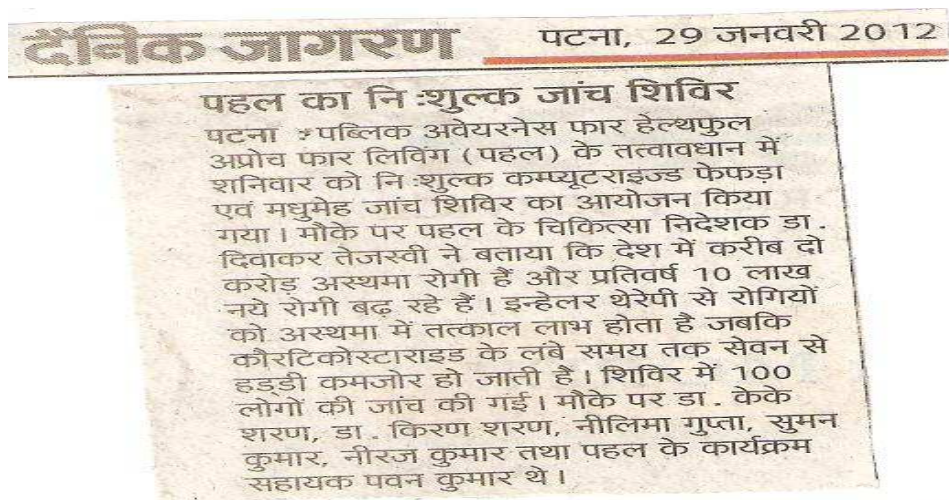 दैनिक जागरण पटना, 29 जनवरी 2012
पहल का नि:शुल्क जांच शिविर
पटना : पब्लिक अवेयरनेस फार हेल्थफुल
अप्रोच फार लिविंग (पहल) के तत्वावधान में
शनिवार को नि:शुल्क कम्प्यूटराइज्ड फेफड़ा
एवं मधुमेह जांच शिविर का आयोजन किया
गया। मौके पर पहल के चिकित्सा निदेशक डा.
दिवाकर तेजस्वी ने बताया कि देश में करीब दो
करोड़ अस्थमा रोगी हैं और प्रतिवर्ष 10 लाख
नये रोगी बढ़ रहे हैं। इन्हेलर थेरेपी से रोगियों
को अस्थमा में तत्काल लाभ होता है जबकि
कौरटिकोस्टाराइड के लंबे समय तक सेवन से
हड्डी कमजोर हो जाती है। शिविर में 100
लोगों की जांच की गई। मौके पर डा. केके
शरण, डा. किरण शरण, नीलिमा गुप्ता, सुमन
कुमार, नीरज कुमार तथा पहल के कार्यक्रम
सहायक पवन कुमार थे।